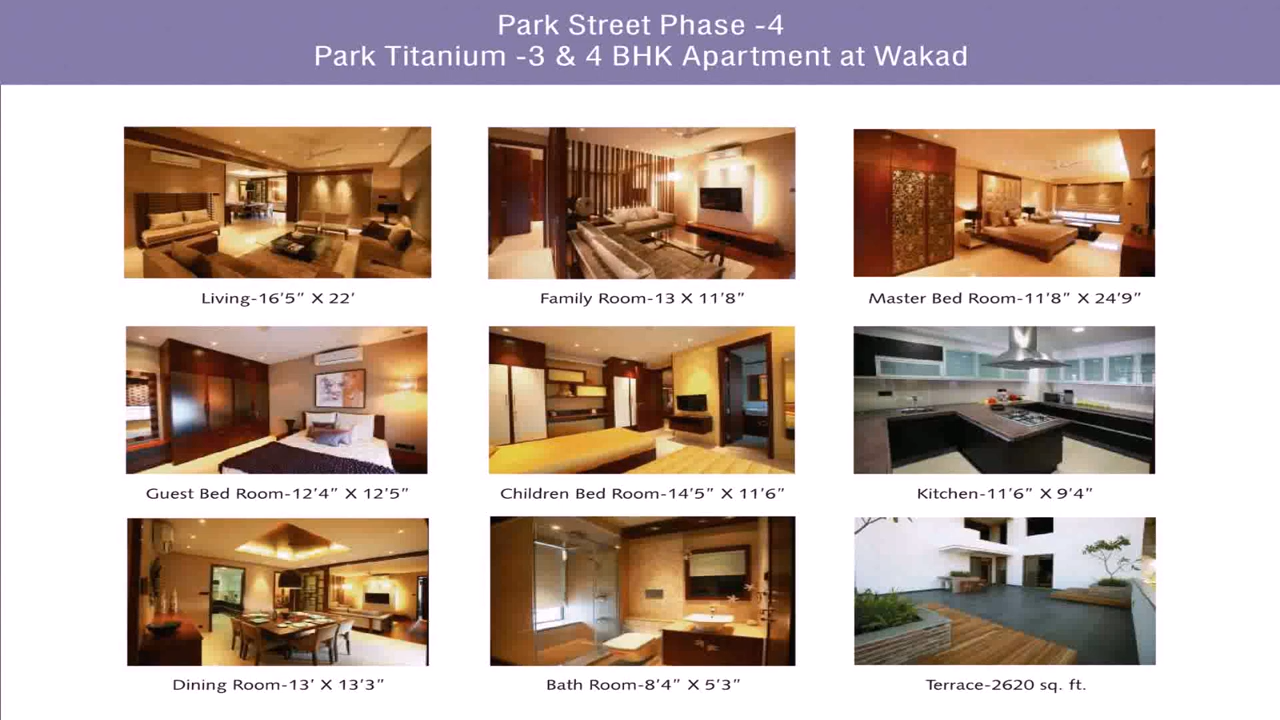 Park Street Phase -4
Park Titanium -3 & 4 BHK Apartment at Wakad
Living-16'5" X 22'
Family Room-13 X 11'8"
Master Bed Room-11'8" X 24'9"
Guest Bed Room-12'4" X 12'5"
Children Bed Room-14'5" X 11'6"
Kitchen-11'6" X 9'4"
Dining Room-13' X 13'3"
Bath Room-8'4" X 5'3"
Terrace-2620 sq. ft.